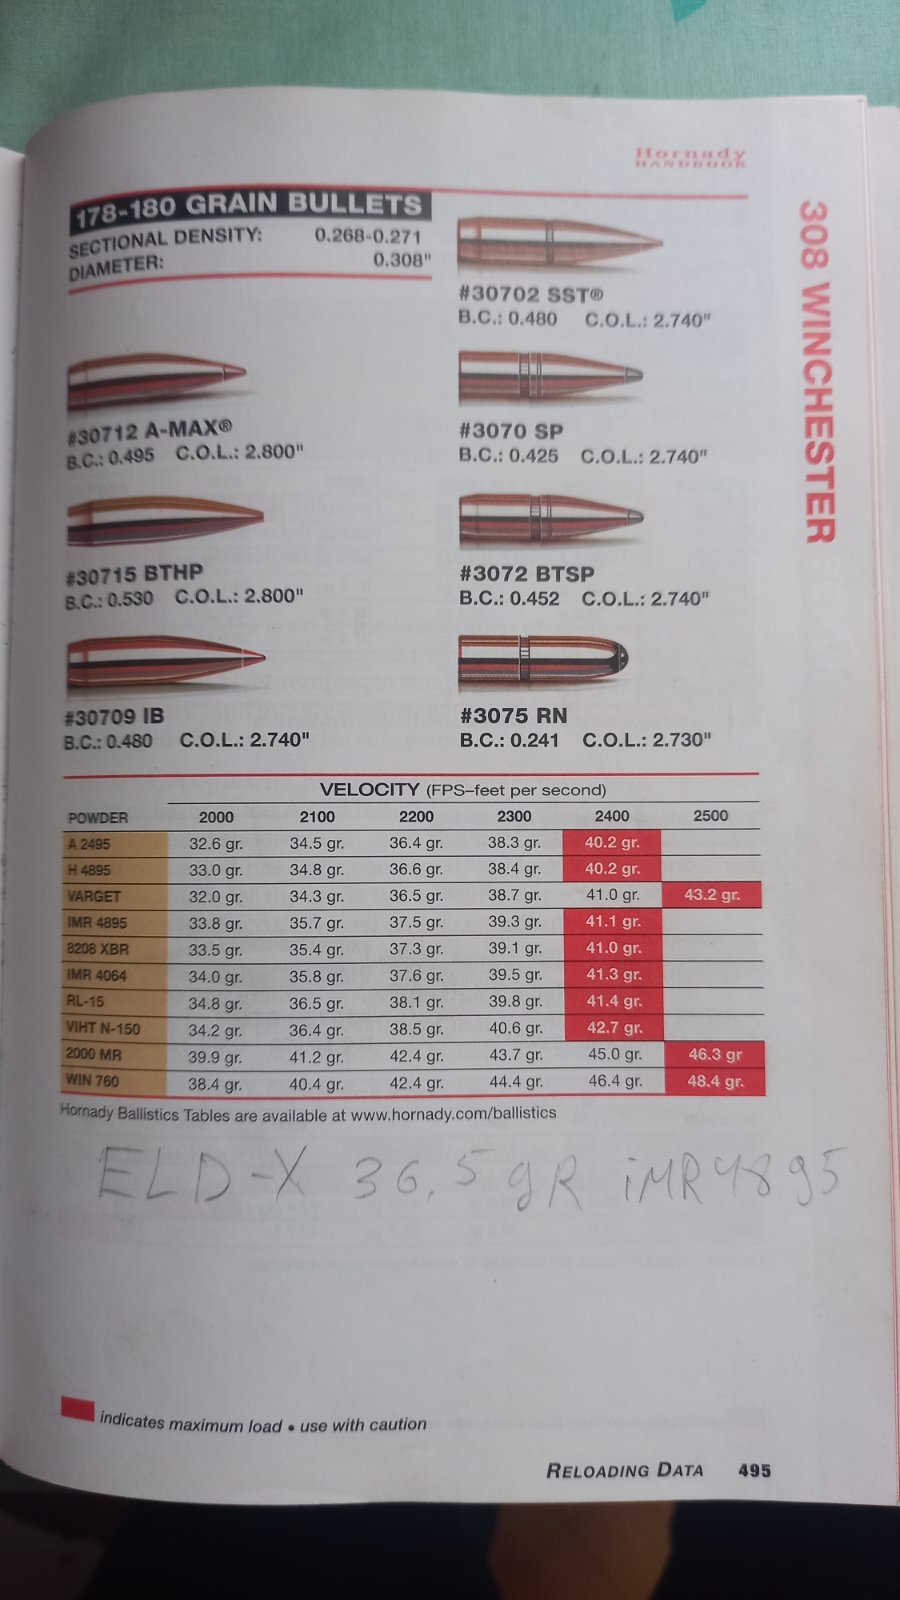 Hornady
HANDBOOK
308 WINCHESTER
178-180 GRAIN BULLETS
SECTIONAL DENSITY: 0.268-0.271
DIAMETER: 0.308"
#30702 SST®
B.C.: 0.480 C.O.L.: 2.740"
#30712 A-MAX®
B.C.: 0.495 C.O.L.: 2.800"
#3070 SP
B.C.: 0.425 C.O.L.: 2.740"
#30715 BTHP
B.C.: 0.530 C.O.L.: 2.800"
#3072 BTSP
B.C.: 0.452 C.O.L.: 2.740"
#30709 IB
B.C.: 0.480 C.O.L.: 2.740"
#3075 RN
B.C.: 0.241 C.O.L.: 2.730"
VELOCITY (FPS–feet per second)
POWDER 2000 2100 2200 2300 2400 2500
A 2495 32.6 gr. 34.5 gr. 36.4 gr. 38.3 gr. 40.2 gr.
H 4895 33.0 gr. 34.8 gr. 36.6 gr. 38.4 gr. 40.2 gr.
VARGET 32.0 gr. 34.3 gr. 36.5 gr. 38.7 gr. 41.0 gr. 43.2 gr.
IMR 4895 33.8 gr. 35.7 gr. 37.5 gr. 39.3 gr. 41.1 gr.
8208 XBR 33.5 gr. 35.4 gr. 37.3 gr. 39.1 gr. 41.0 gr.
IMR 4064 34.0 gr. 35.8 gr. 37.6 gr. 39.5 gr. 41.3 gr.
RL-15 34.8 gr. 36.5 gr. 38.1 gr. 39.8 gr. 41.4 gr.
VIHT N-150 34.2 gr. 36.4 gr. 38.5 gr. 40.6 gr. 42.7 gr.
2000 MR 39.9 gr. 41.2 gr. 42.4 gr. 43.7 gr. 45.0 gr. 46.3 gr
WIN 760 38.4 gr. 40.4 gr. 42.4 gr. 44.4 gr. 46.4 gr. 48.4 gr.
Hornady Ballistics Tables are available at www.hornady.com/ballistics
ELD-X 36.5 gR iMR4895
indicates maximum load • use with caution
RELOADING DATA 495